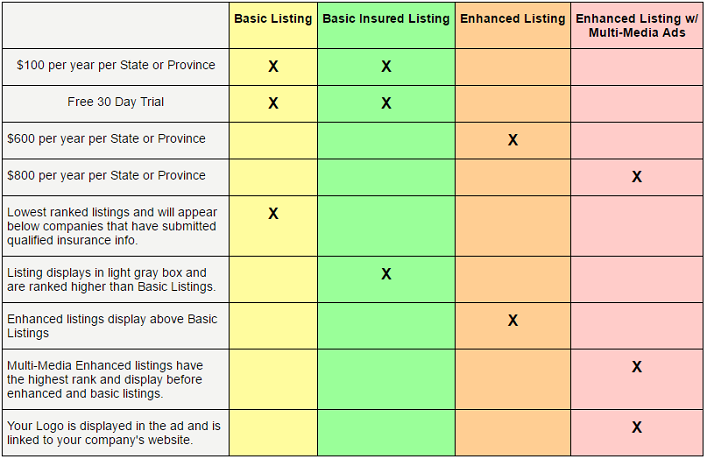 Basic Listing Basic Insured Listing Enhanced Listing Enhanced Listing w/
Multi-Media Ads
$100 per year per State or Province X X
Free 30 Day Trial X X
$600 per year per State or Province X
$800 per year per State or Province X
Lowest ranked listings and will appear X
below companies that have submitted
qualified insurance info.
Listing displays in light gray box and X
are ranked higher than Basic Listings.
Enhanced listings display above Basic X
Listings
Multi-Media Enhanced listings have X
the highest rank and display before
enhanced and basic listings.
Your Logo is displayed in the ad and is X
linked to your company's website.